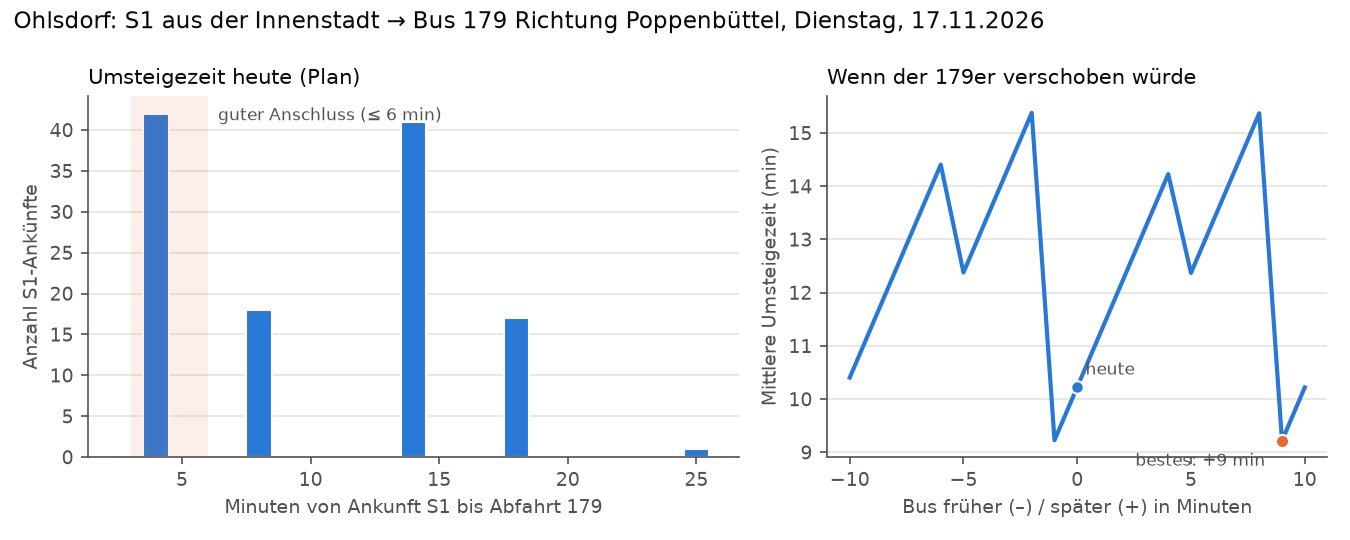 Ohlsdorf: S1 aus der Innenstadt → Bus 179 Richtung Poppenbüttel, Dienstag, 17.11.2026
Umsteigezeit heute (Plan)
guter Anschluss (≤ 6 min)
Anzahl S1-Ankünfte
40
35
30
25
20
15
10
5
0
5
10
15
20
25
Minuten von Ankunft S1 bis Abfahrt 179
Wenn der 179er verschoben würde
Mittlere Umsteigezeit (min)
15
14
13
12
11
10
9
heute
bestes: +9 min
−10
−5
0
5
10
Bus früher (–) / später (+) in Minuten